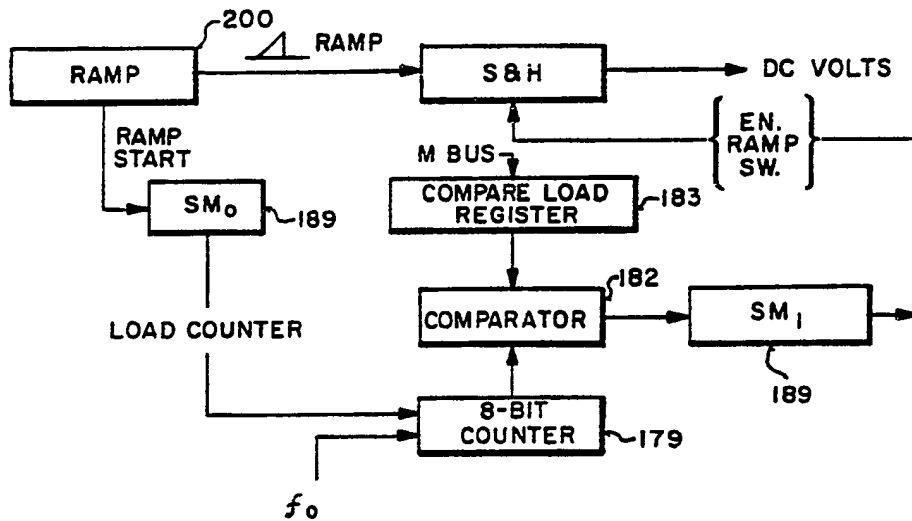 200
RAMP
RAMP
S&H
DC VOLTS
RAMP
START
EN.
RAMP
SW.
M BUS
SM0
189
COMPARE LOAD
REGISTER
183
182
COMPARATOR
SM1
189
LOAD COUNTER
8-BIT
COUNTER
179
f0